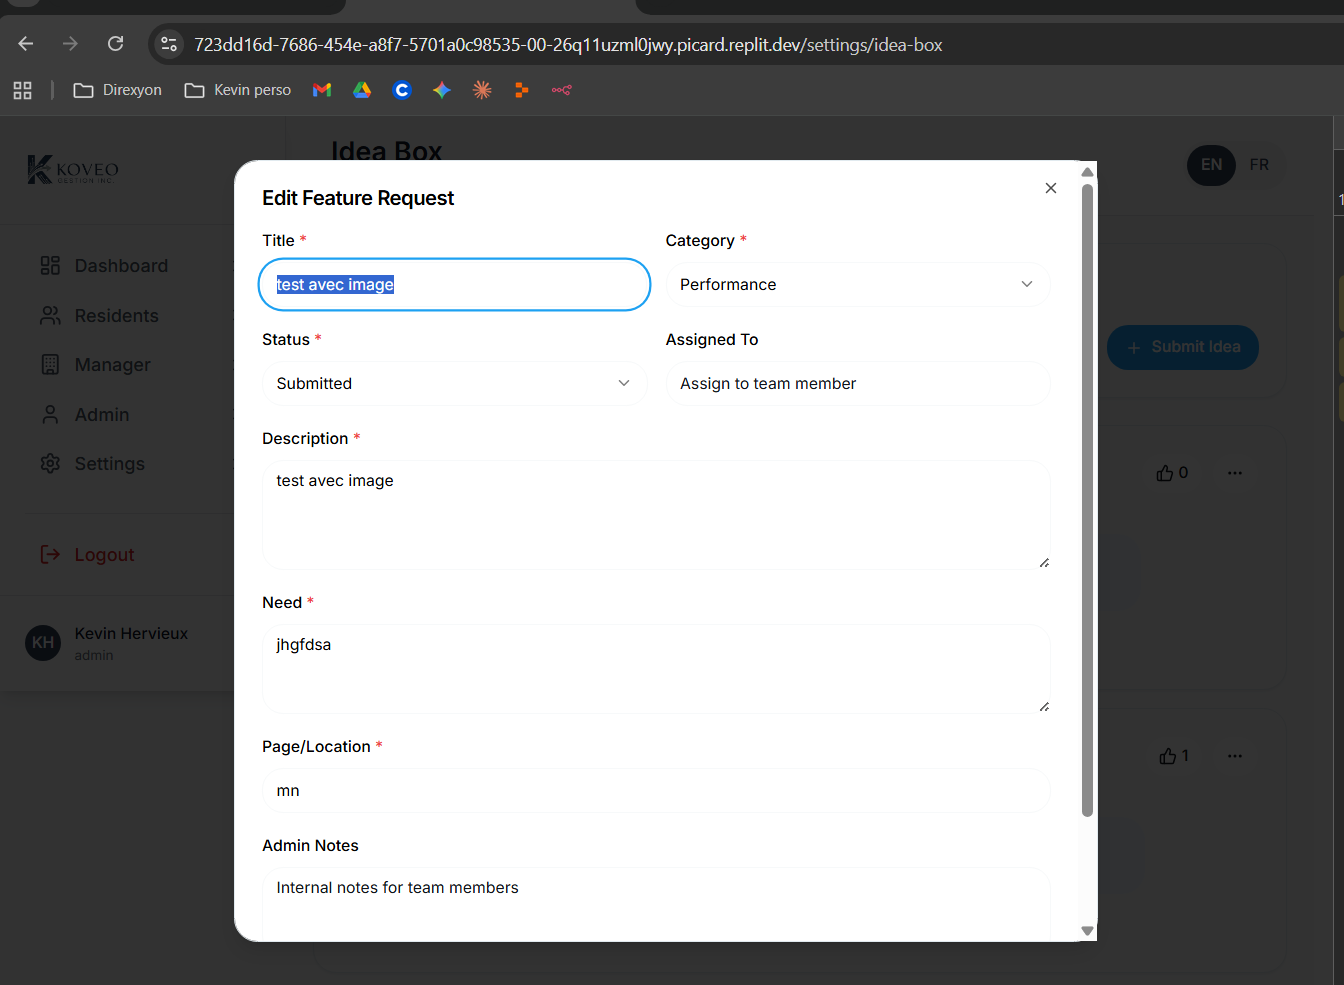 723dd16d-7686-454e-a8f7-5701a0c98535-00-26q11uzml0jwy.picard.replit.dev/settings/idea-box
Direxyon
Kevin perso
KOVEO
GESTION INC.
Idea Box
EN
FR
Dashboard
Residents
Manager
Admin
Settings
Logout
KH
Kevin Hervieux
admin
Submit Idea
0
1
Edit Feature Request
Title *
Category *
test avec image
Performance
Status *
Assigned To
Submitted
Assign to team member
Description *
test avec image
Need *
jhgfdsa
Page/Location *
mn
Admin Notes
Internal notes for team members